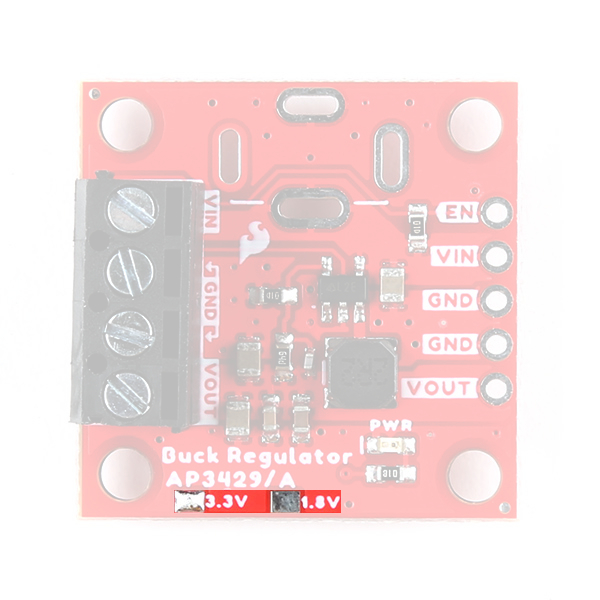 VIN
GND
VOUT
EN
VIN
GND
GND
VOUT
PWR
Buck Regulator
AP3429/A
3.3V 1.8V